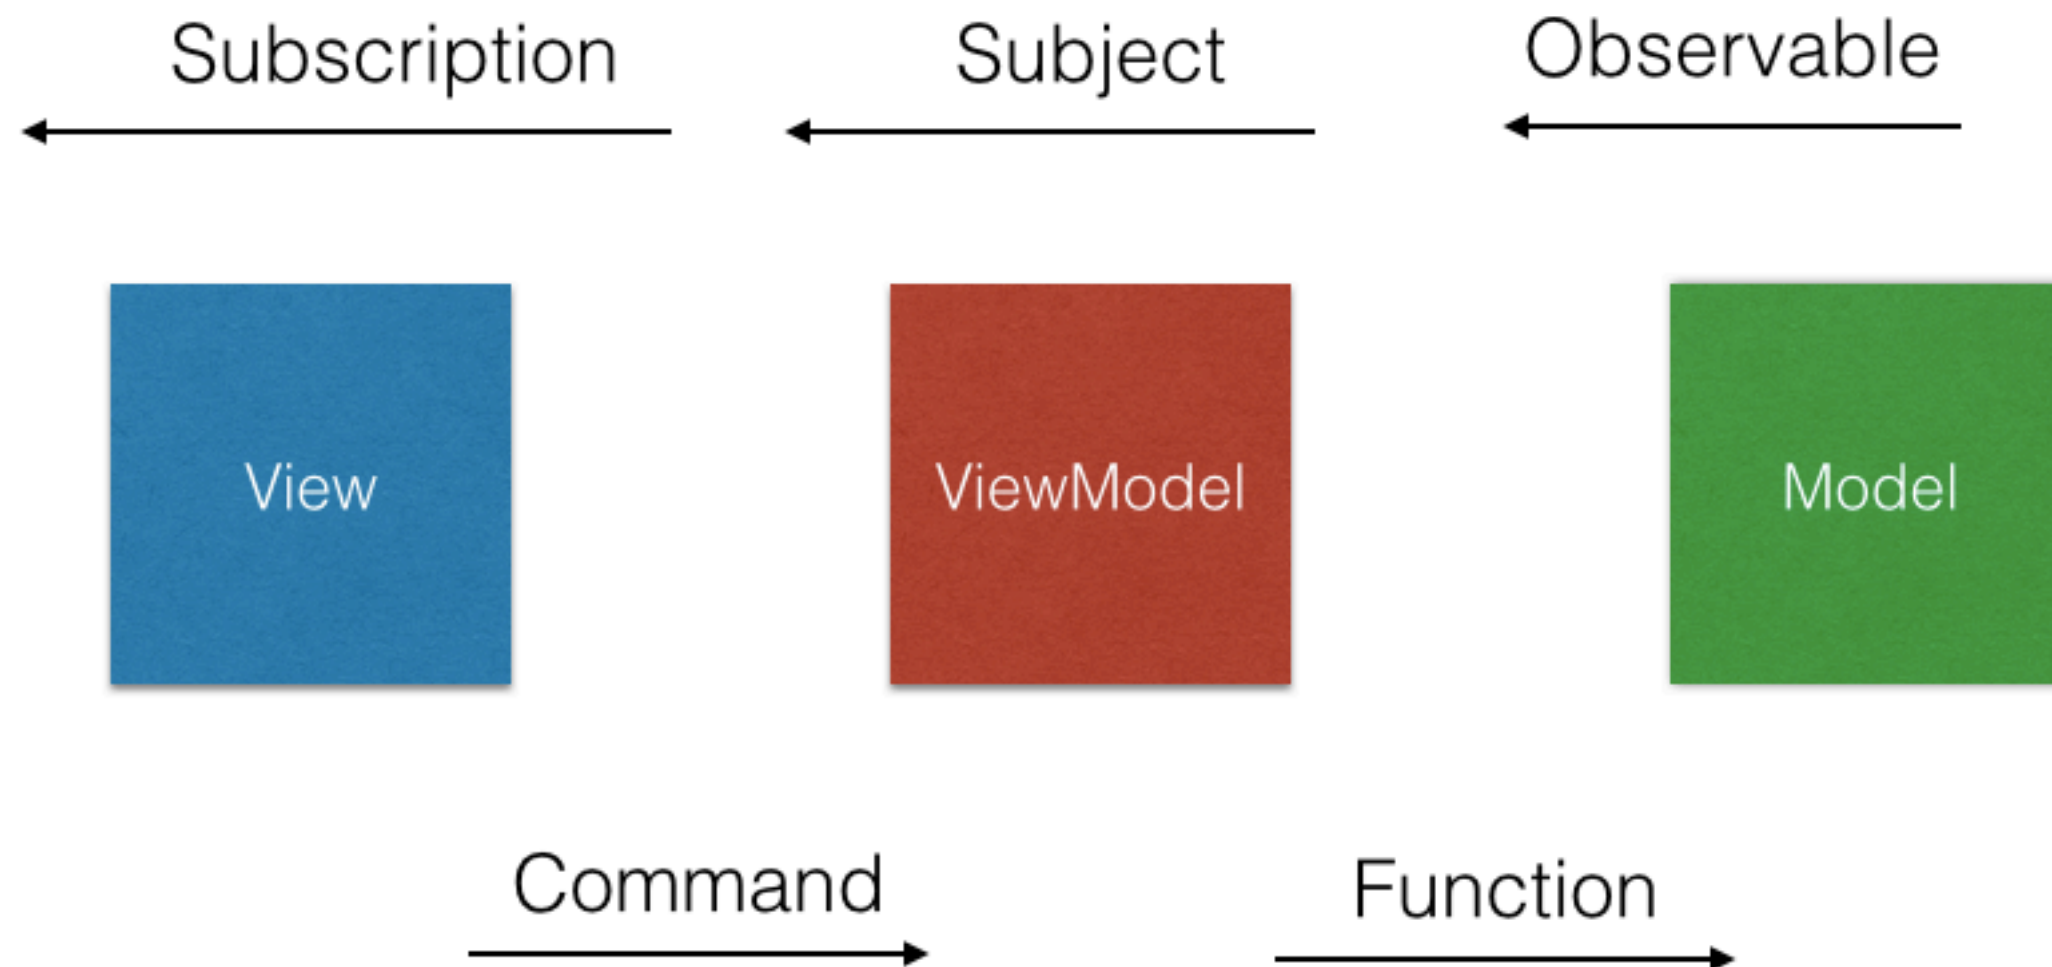 Subscription
Subject
Observable
View
ViewModel
Model
Command
Function